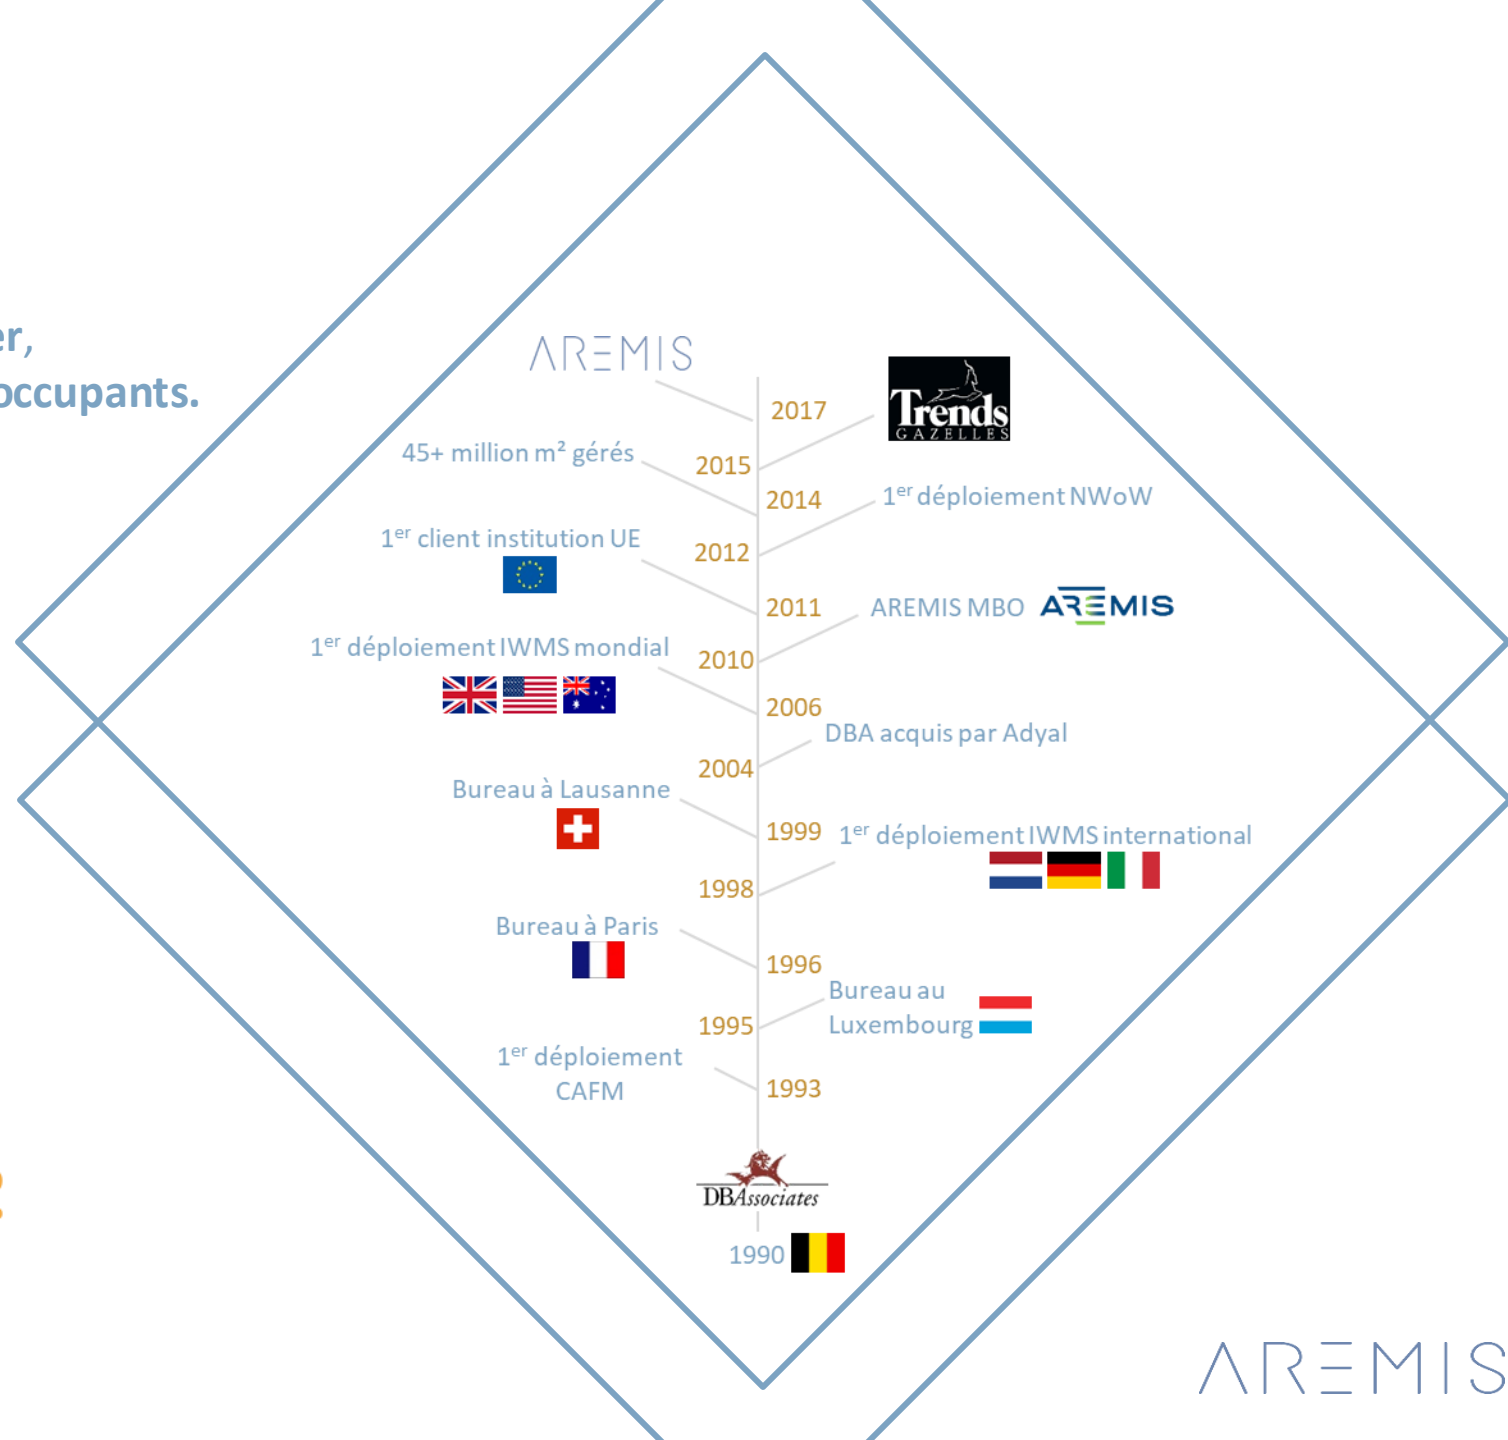 er,
occupants.
AREMIS
2017
Trends
GAZELLES
45+ million m² gérés
2015
2014
1er déploiement NWoW
1er client institution UE
2012
2011
AREMIS MBO AREMIS
1er déploiement IWMS mondial
2010
2006
DBA acquis par Adyal
2004
Bureau à Lausanne
1999
1er déploiement IWMS international
1998
Bureau à Paris
1996
Bureau au
Luxembourg
1995
1er déploiement
CAFM
1993
DBAssociates
1990
AREMIS